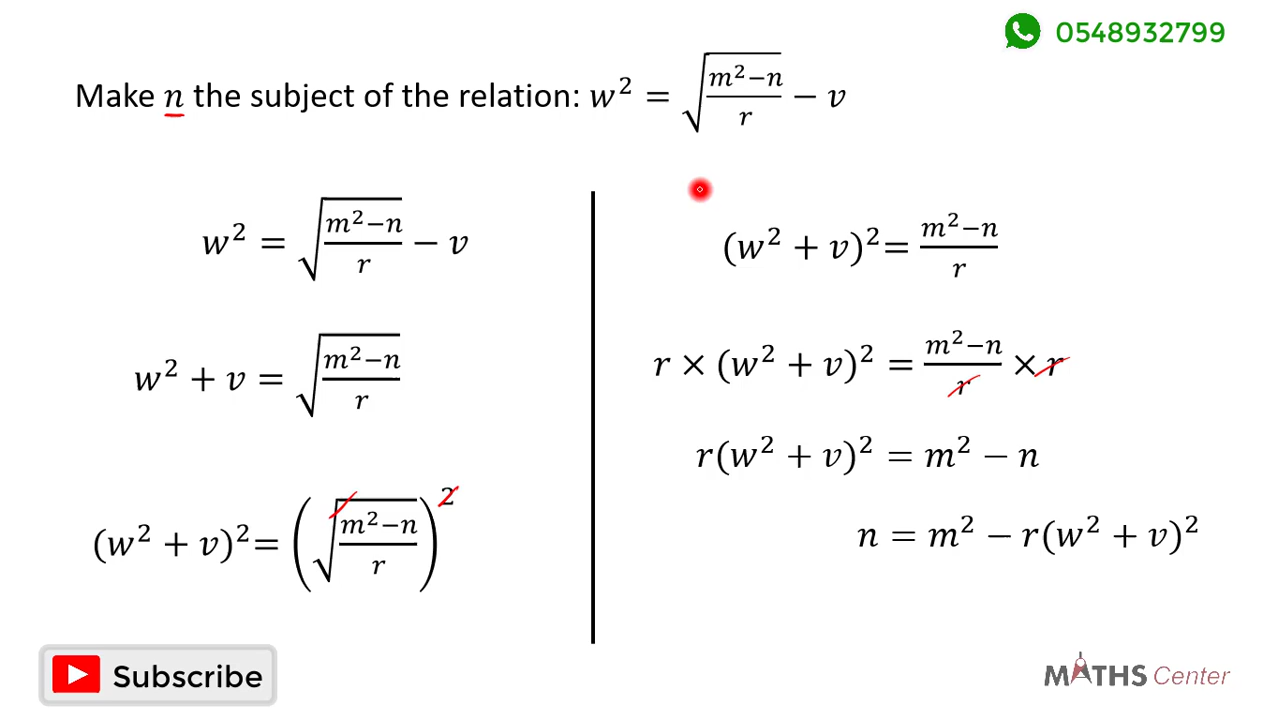 0548932799
Make n the subject of the relation: w² = √((m²−n)/r) − v
w² = √((m²−n)/r) − v
w² + v = √((m²−n)/r)
(w² + v)²= (√((m²−n)/r))²
(w² + v)²= (m²−n)/r
r × (w² + v)² = (m²−n)/r × r
r(w² + v)² = m² − n
n = m² − r(w² + v)²
Subscribe
MATHS Center